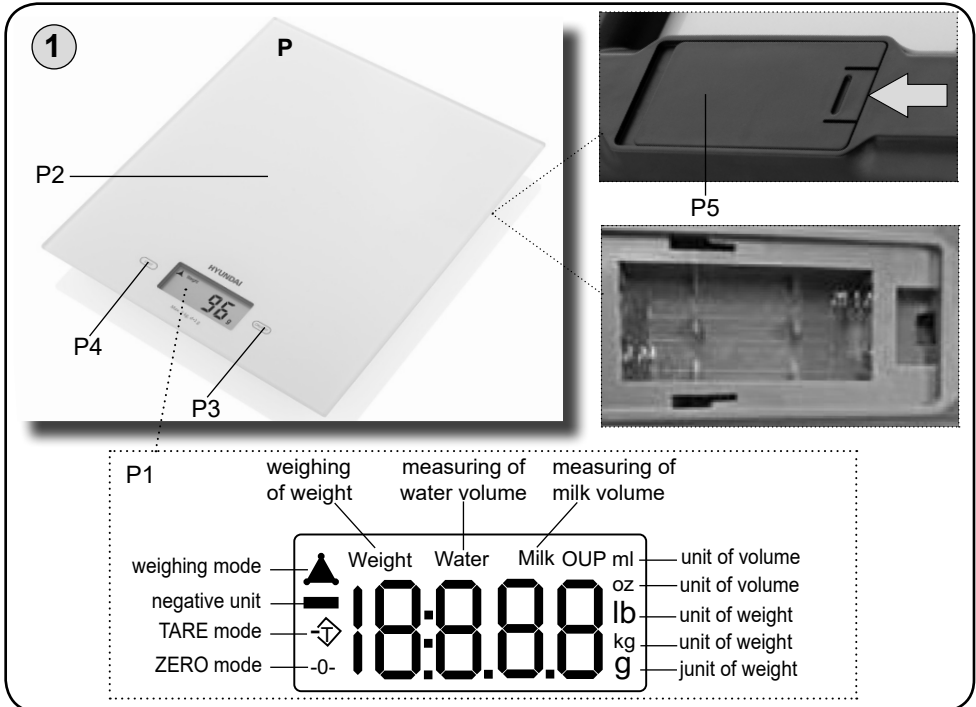 1
P
P2
P4
P3
P5
HYUNDAI
96 g
P1
weighing
of weight
measuring of
water volume
measuring of
milk volume
weighing mode
negative unit
TARE mode
ZERO mode
Weight Water Milk OUP ml
oz
lb
kg
g
T
-0-
18:8.8.8
unit of volume
unit of volume
unit of weight
unit of weight
junit of weight